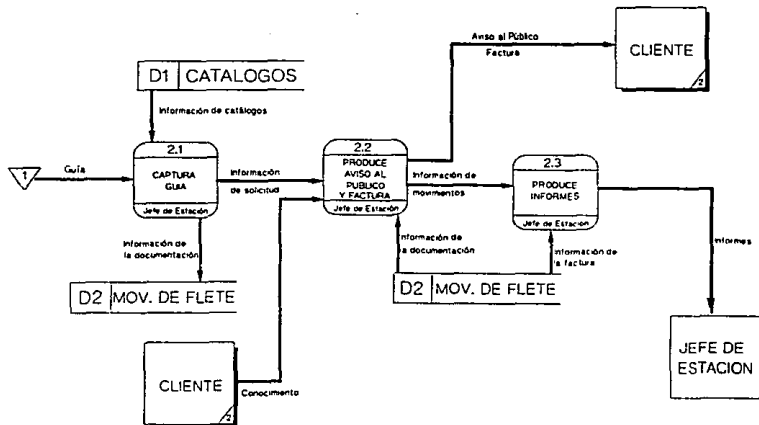 Aviso al Público
Factura
CLIENTE
2
D1 CATALOGOS
Información de catálogos
1
Guía
2.1
CAPTURA
GUIA
Jefe de Estación
Información
de solicitud
2.2
PRODUCE
AVISO AL
PUBLICO
Y FACTURA
Jefe de Estación
Información de
movimientos
2.3
PRODUCE
INFORMES
Jefe de Estación
Informes
Información de
la documentación
D2 MOV. DE FLETE
Información de
la documentación
Información de
la factura
D2 MOV. DE FLETE
CLIENTE
2
Conocimiento
JEFE DE
ESTACION